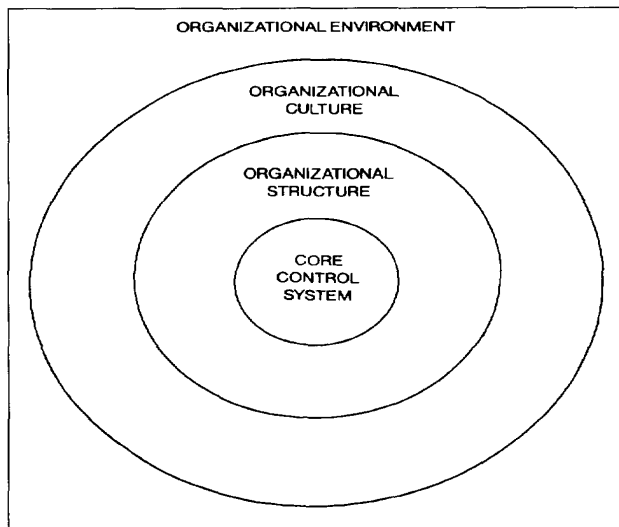 ORGANIZATIONAL ENVIRONMENT
ORGANIZATIONAL
CULTURE
ORGANIZATIONAL
STRUCTURE
CORE
CONTROL
SYSTEM